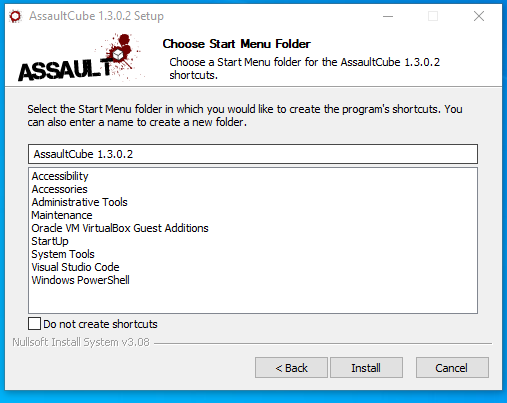 AssaultCube 1.3.0.2 Setup
ASSAULT
Choose Start Menu Folder
Choose a Start Menu folder for the AssaultCube 1.3.0.2
shortcuts.
Select the Start Menu folder in which you would like to create the program's shortcuts. You
can also enter a name to create a new folder.
AssaultCube 1.3.0.2
Accessibility
Accessories
Administrative Tools
Maintenance
Oracle VM VirtualBox Guest Additions
StartUp
System Tools
Visual Studio Code
Windows PowerShell
Do not create shortcuts
Nullsoft Install System v3.08
< Back
Install
Cancel